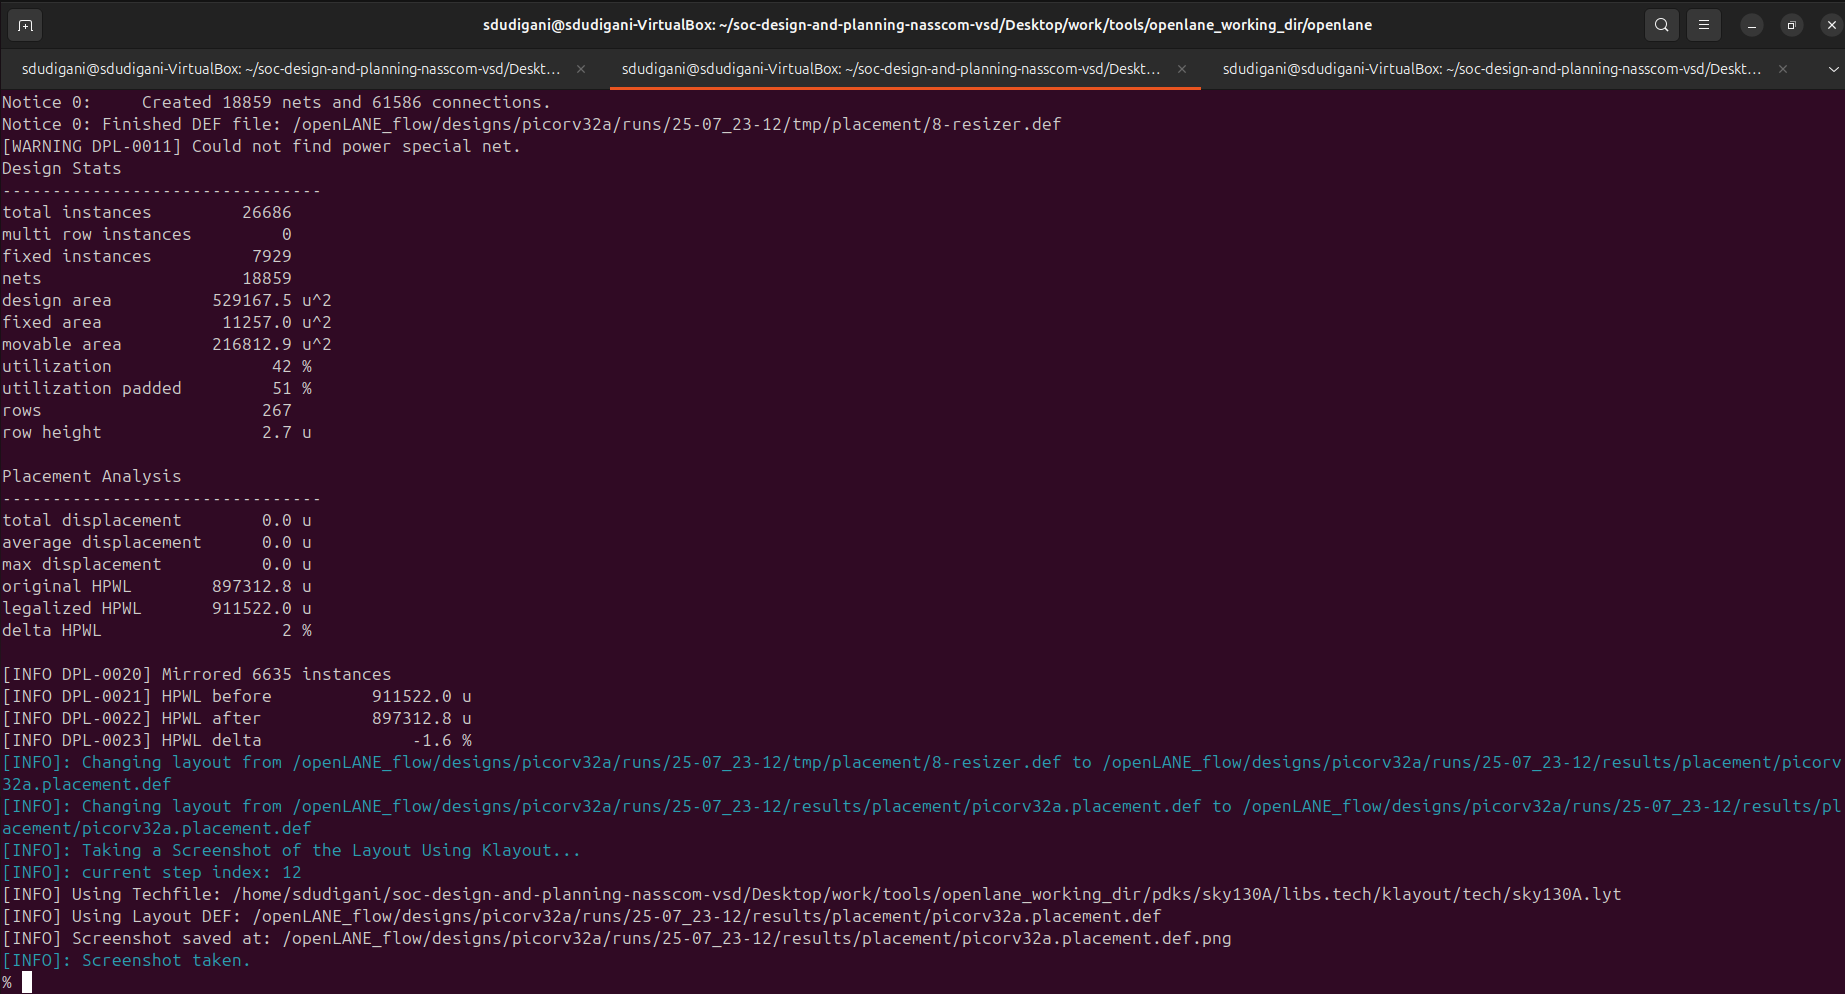 sdudigani@sdudigani-VirtualBox: ~/soc-design-and-planning-nasscom-vsd/Desktop/work/tools/openlane_working_dir/openlane
sdudigani@sdudigani-VirtualBox: ~/soc-design-and-planning-nasscom-vsd/Deskt...
sdudigani@sdudigani-VirtualBox: ~/soc-design-and-planning-nasscom-vsd/Deskt...
sdudigani@sdudigani-VirtualBox: ~/soc-design-and-planning-nasscom-vsd/Deskt...
Notice 0:     Created 18859 nets and 61586 connections.
Notice 0: Finished DEF file: /openLANE_flow/designs/picorv32a/runs/25-07_23-12/tmp/placement/8-resizer.def
[WARNING DPL-0011] Could not find power special net.
Design Stats
--------------------------------
total instances         26686
multi row instances         0
fixed instances          7929
nets                    18859
design area          529167.5 u^2
fixed area            11257.0 u^2
movable area         216812.9 u^2
utilization                42 %
utilization padded         51 %
rows                      267
row height                2.7 u
Placement Analysis
--------------------------------
total displacement        0.0 u
average displacement      0.0 u
max displacement          0.0 u
original HPWL        897312.8 u
legalized HPWL       911522.0 u
delta HPWL                  2 %
[INFO DPL-0020] Mirrored 6635 instances
[INFO DPL-0021] HPWL before          911522.0 u
[INFO DPL-0022] HPWL after           897312.8 u
[INFO DPL-0023] HPWL delta               -1.6 %
[INFO]: Changing layout from /openLANE_flow/designs/picorv32a/runs/25-07_23-12/tmp/placement/8-resizer.def to /openLANE_flow/designs/picorv32a/runs/25-07_23-12/results/placement/picorv
32a.placement.def
[INFO]: Changing layout from /openLANE_flow/designs/picorv32a/runs/25-07_23-12/results/placement/picorv32a.placement.def to /openLANE_flow/designs/picorv32a/runs/25-07_23-12/results/pl
acement/picorv32a.placement.def
[INFO]: Taking a Screenshot of the Layout Using Klayout...
[INFO]: current step index: 12
[INFO] Using Techfile: /home/sdudigani/soc-design-and-planning-nasscom-vsd/Desktop/work/tools/openlane_working_dir/pdks/sky130A/libs.tech/klayout/tech/sky130A.lyt
[INFO] Using Layout DEF: /openLANE_flow/designs/picorv32a/runs/25-07_23-12/results/placement/picorv32a.placement.def
[INFO] Screenshot saved at: /openLANE_flow/designs/picorv32a/runs/25-07_23-12/results/placement/picorv32a.placement.def.png
[INFO]: Screenshot taken.
%